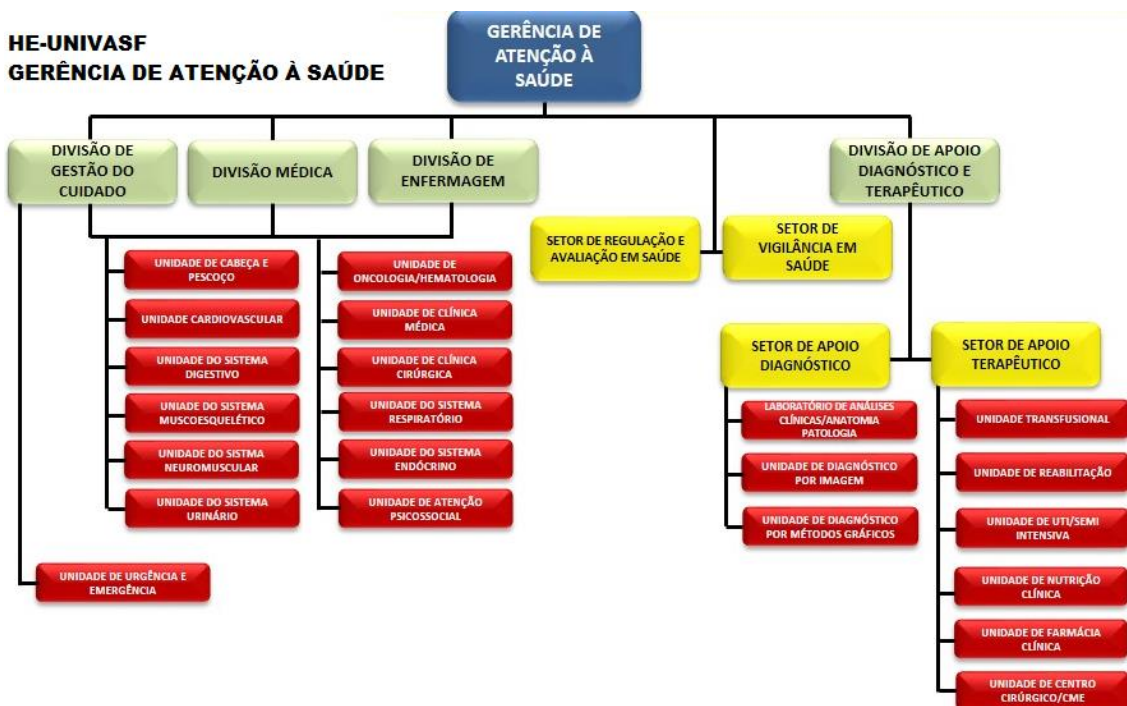 HE-UNIVASF
GERÊNCIA DE ATENÇÃO À SAÚDE
GERÊNCIA DE
ATENÇÃO À
SAÚDE
DIVISÃO DE
GESTÃO DO
CUIDADO
DIVISÃO MÉDICA
DIVISÃO DE
ENFERMAGEM
DIVISÃO DE APOIO
DIAGNÓSTICO E
TERAPÊUTICO
SETOR DE REGULAÇÃO E
AVALIAÇÃO EM SAÚDE
SETOR DE
VIGILÂNCIA EM
SAÚDE
UNIDADE DE CABEÇA E
PESCOÇO
UNIDADE CARDIOVASCULAR
UNIDADE DO SISTEMA
DIGESTIVO
UNIADE DO SISTEMA
MUSCOESQUELÉTICO
UNIDADE DO SISTMA
NEUROMUSCULAR
UNIDADE DO SISTEMA
URINÁRIO
UNIDADE DE
ONCOLOGIA/HEMATOLOGIA
UNIDADE DE CLÍNICA
MÉDICA
UNIDADE DE CLÍNICA
CIRÚRGICA
UNIDADE DO SISTEMA
RESPIRATÓRIO
UNIDADE DO SISTEMA
ENDÓCRINO
UNIDADE DE ATENÇÃO
PSICOSSOCIAL
UNIDADE DE URGÊNCIA E
EMERGÊNCIA
SETOR DE APOIO
DIAGNÓSTICO
SETOR DE APOIO
TERAPÊUTICO
LABORATÓRIO DE ANÁLISES
CLÍNICAS/ANATOMIA
PATOLOGIA
UNIDADE DE DIAGNÓSTICO
POR IMAGEM
UNIDADE DE DIAGNÓSTICO
POR MÉTODOS GRÁFICOS
UNIDADE TRANSFUSIONAL
UNIDADE DE REABILITAÇÃO
UNIDADE DE UTI/SEMI
INTENSIVA
UNIDADE DE NUTRIÇÃO
CLÍNICA
UNIDADE DE FARMÁCIA
CLÍNICA
UNIDADE DE CENTRO
CIRÚRGICO/CME